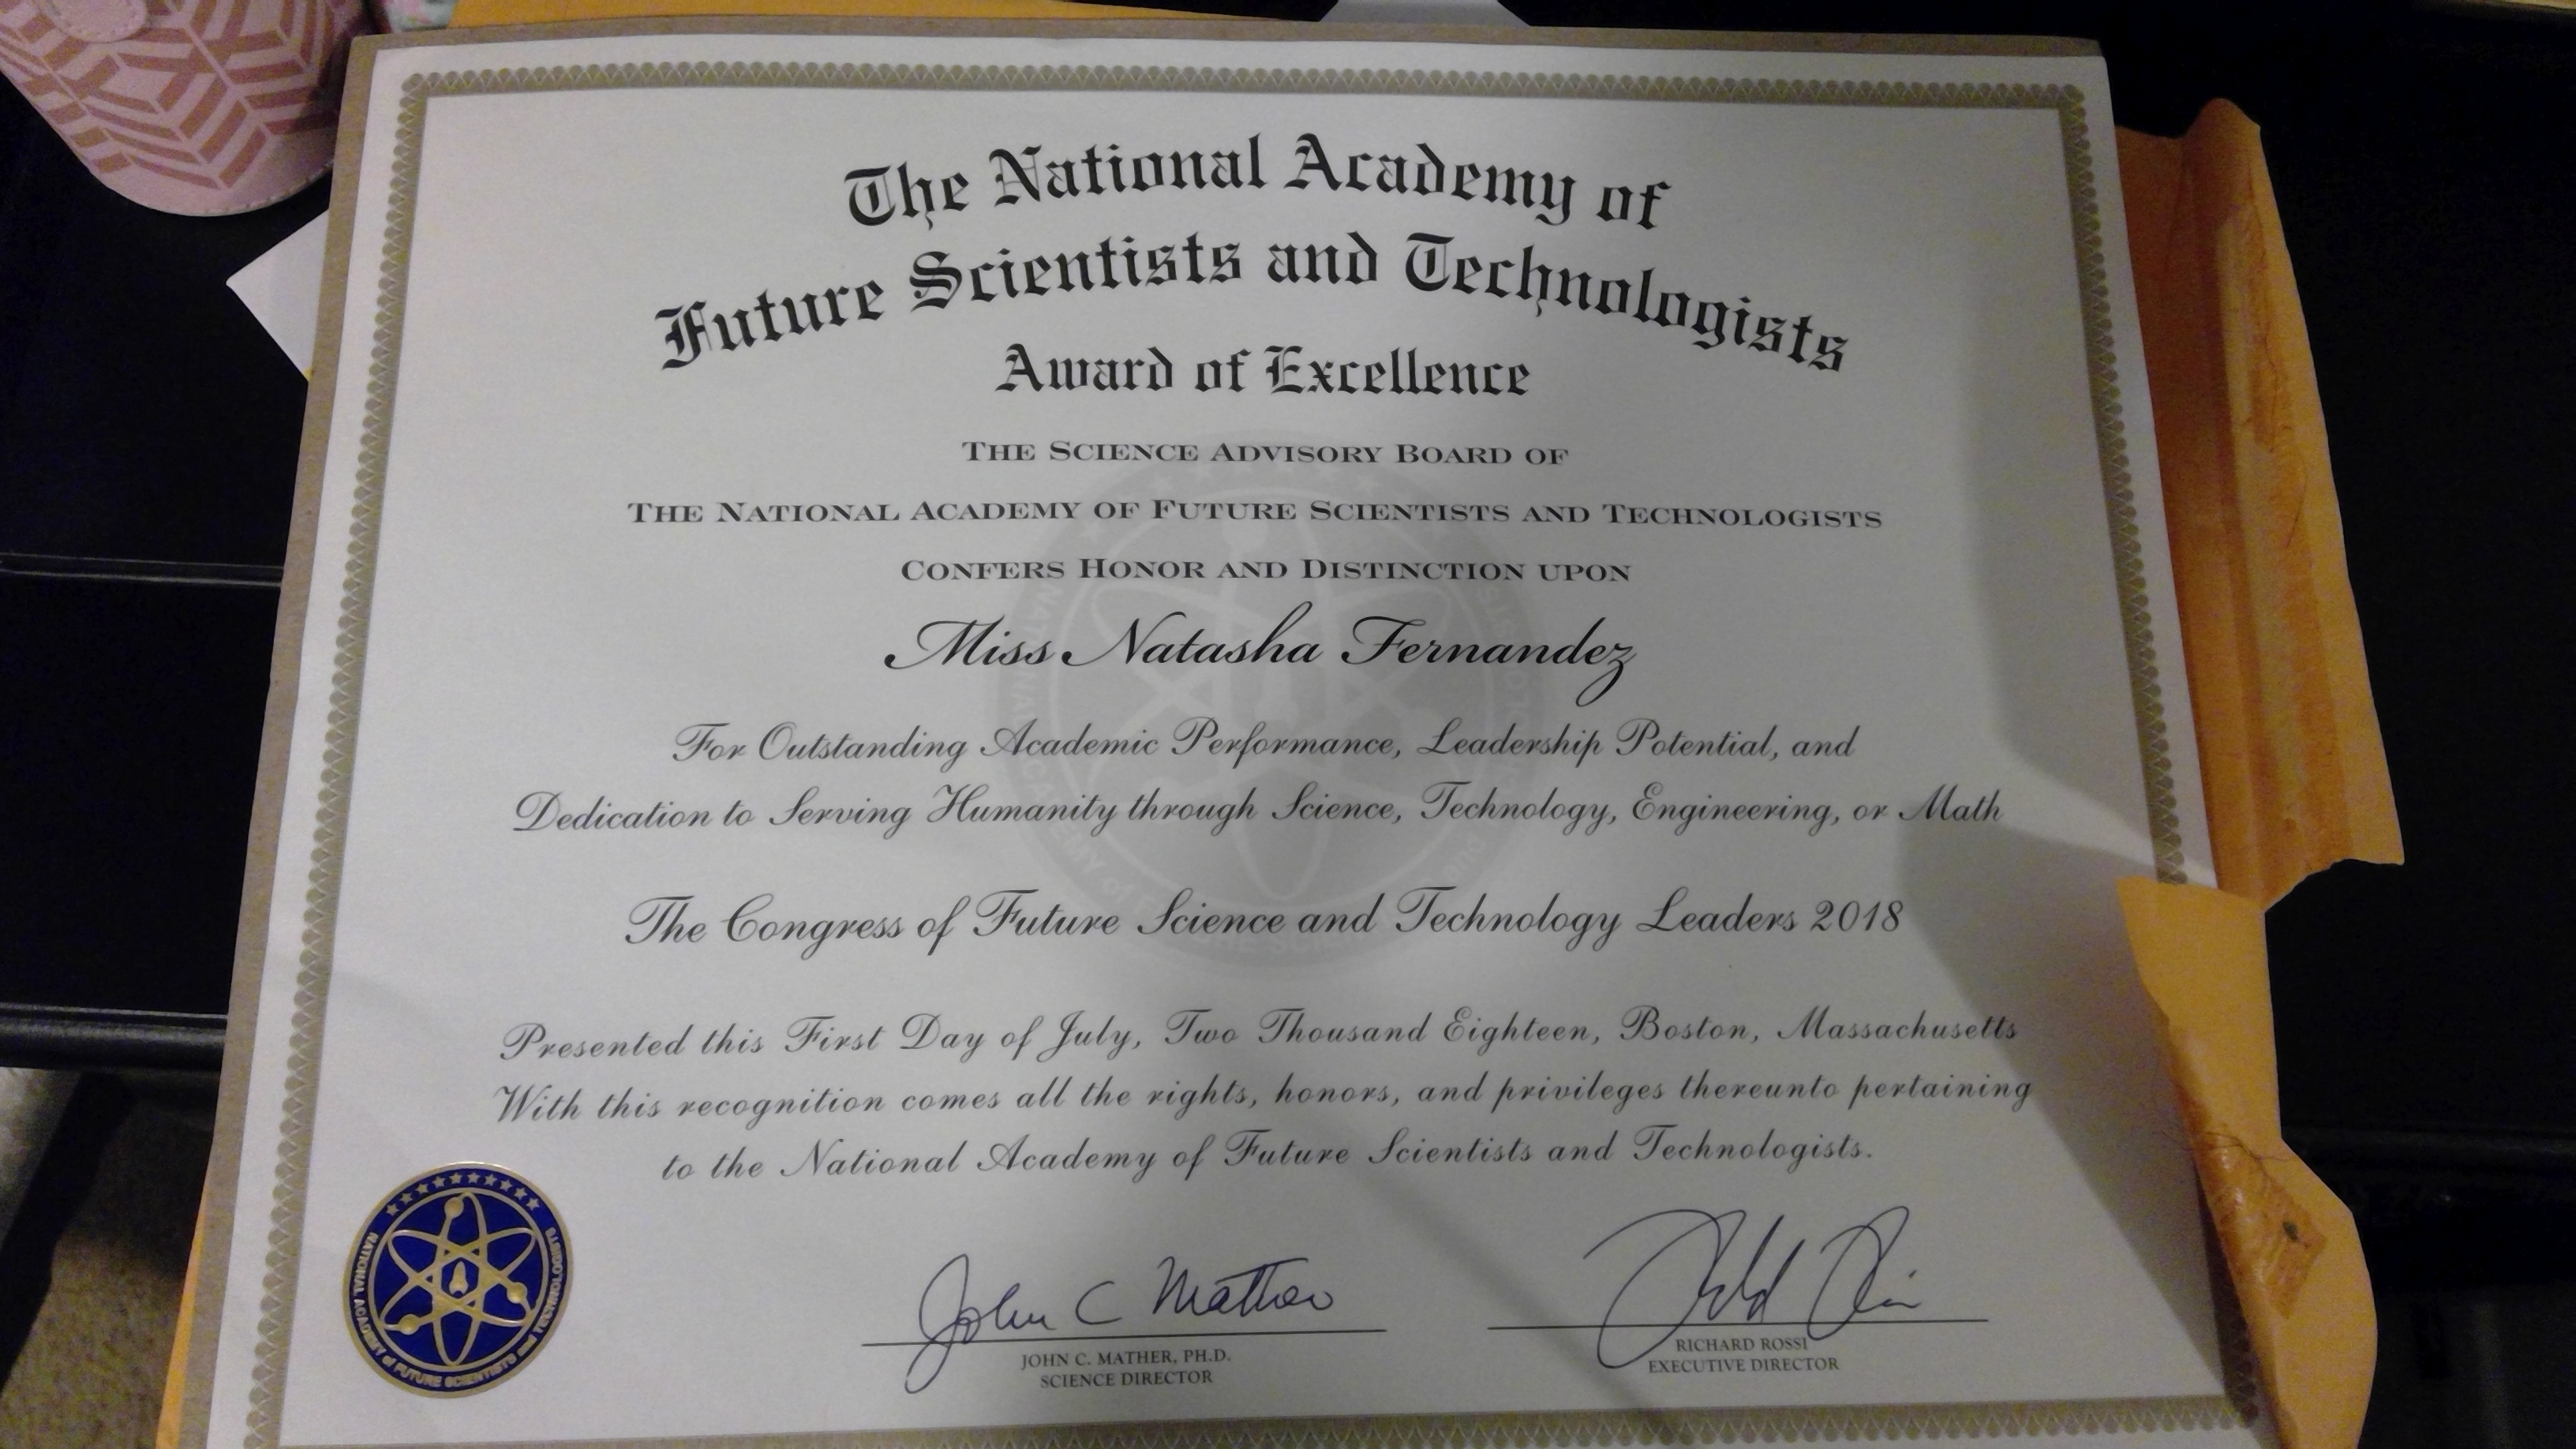 The National Academy of
Future Scientists and Technologists
Award of Excellence
THE SCIENCE ADVISORY BOARD OF
THE NATIONAL ACADEMY OF FUTURE SCIENTISTS AND TECHNOLOGISTS
CONFERS HONOR AND DISTINCTION UPON
Miss Natasha Fernandez
For Outstanding Academic Performance, Leadership Potential, and
Dedication to Serving Humanity through Science, Technology, Engineering, or Math
The Congress of Future Science and Technology Leaders 2018
Presented this First Day of July, Two Thousand Eighteen, Boston, Massachusetts
With this recognition comes all the rights, honors, and privileges thereunto pertaining
to the National Academy of Future Scientists and Technologists.
NATIONAL ACADEMY of FUTURE SCIENTISTS and TECHNOLOGISTS
John C Mather
JOHN C. MATHER, PH.D.
SCIENCE DIRECTOR
RICHARD ROSSI
EXECUTIVE DIRECTOR